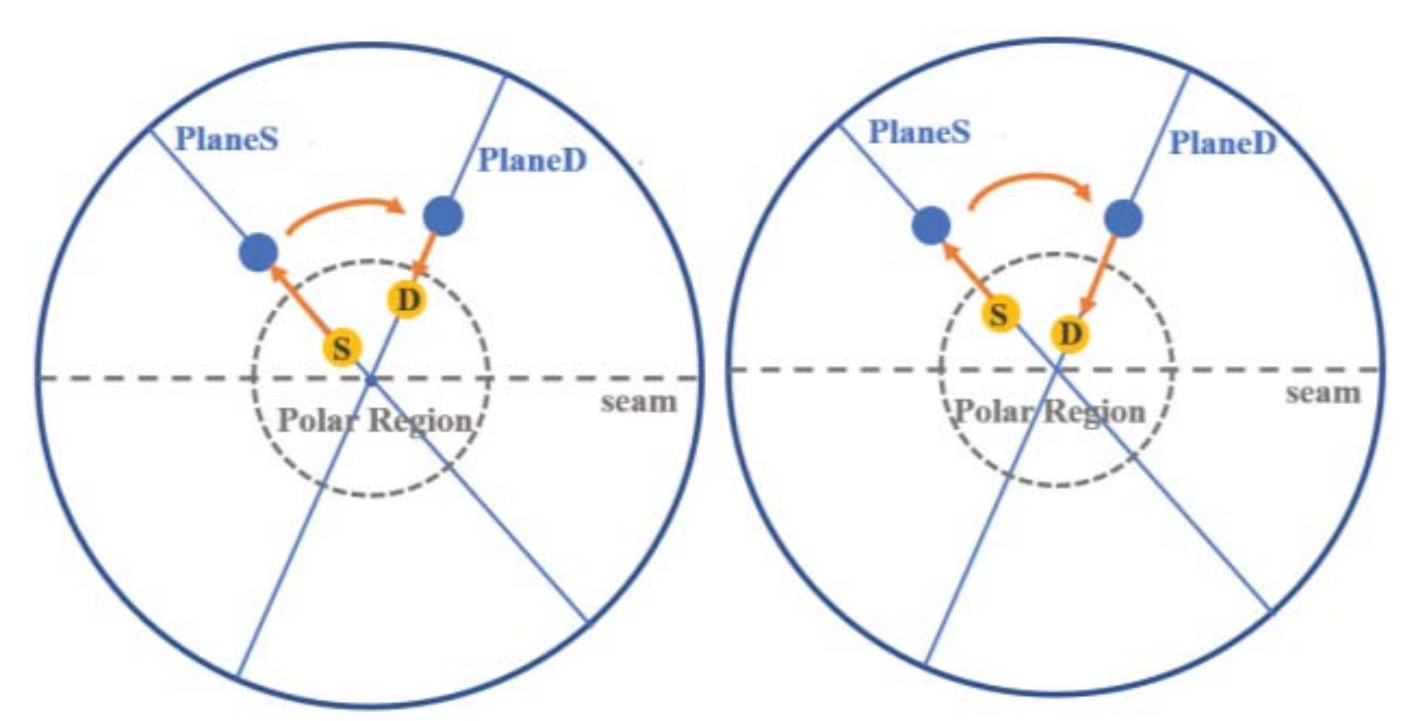 PlaneS
PlaneD
S
D
Polar Region
seam
PlaneS
PlaneD
S
D
Polar Region
seam